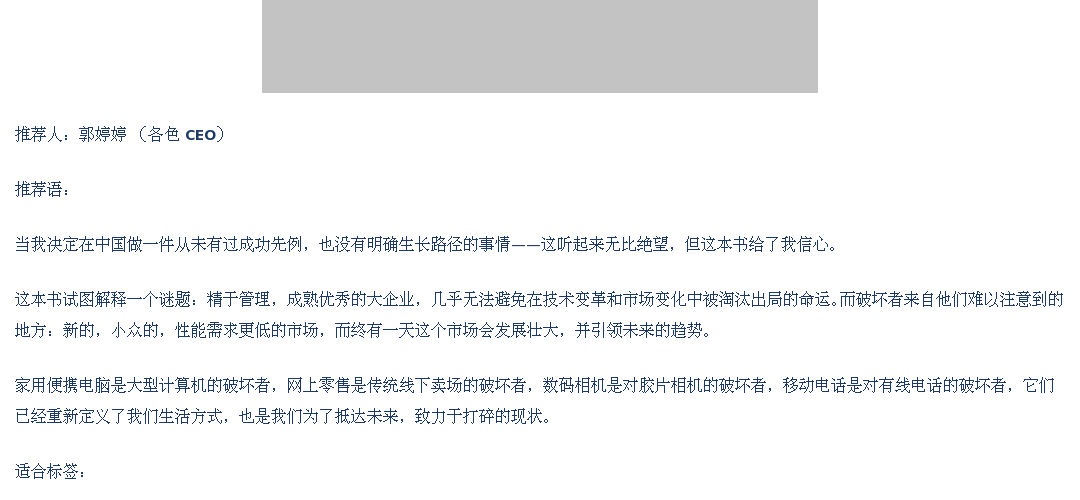 推荐人：郭婷婷 （各色 CEO）
推荐语：
当我决定在中国做一件从未有过成功先例，也没有明确生长路径的事情——这听起来无比绝望，但这本书给了我信心。
这本书试图解释一个谜题：精于管理，成熟优秀的大企业，几乎无法避免在技术变革和市场变化中被淘汰出局的命运。而破坏者来自他们难以注意到的
地方：新的，小众的，性能需求更低的市场，而终有一天这个市场会发展壮大，并引领未来的趋势。
家用便携电脑是大型计算机的破坏者，网上零售是传统线下卖场的破坏者，数码相机是对胶片相机的破坏者，移动电话是对有线电话的破坏者，它们
已经重新定义了我们生活方式，也是我们为了抵达未来，致力于打碎的现状。
适合标签：